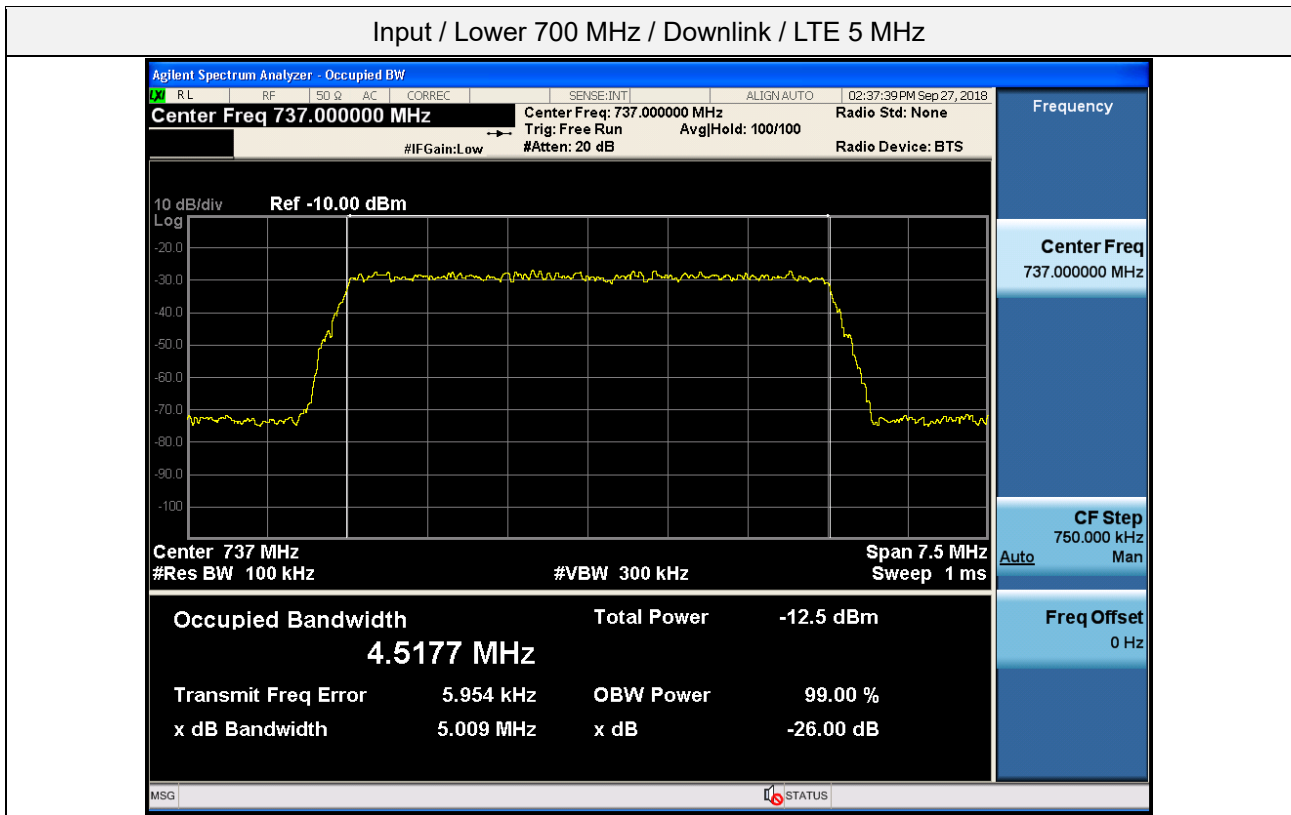 Input / Lower 700 MHz / Downlink / LTE 5 MHz
Agilent Spectrum Analyzer - Occupied BW
LXI RL RF 50 Ω AC CORREC SENSE:INT ALIGN AUTO 02:37:39 PM Sep 27, 2018
Center Freq 737.000000 MHz Center Freq: 737.000000 MHz Radio Std: None
Trig: Free Run Avg|Hold: 100/100
#IFGain:Low #Atten: 20 dB Radio Device: BTS
Frequency
10 dB/div Ref -10.00 dBm
Log
-20.0
-30.0
-40.0
-50.0
-60.0
-70.0
-80.0
-90.0
-100
Center Freq
737.000000 MHz
Center 737 MHz Span 7.5 MHz
#Res BW 100 kHz #VBW 300 kHz Sweep 1 ms
CF Step
750.000 kHz
Auto Man
Occupied Bandwidth Total Power -12.5 dBm
4.5177 MHz
Transmit Freq Error 5.954 kHz OBW Power 99.00 %
x dB Bandwidth 5.009 MHz x dB -26.00 dB
Freq Offset
0 Hz
MSG STATUS